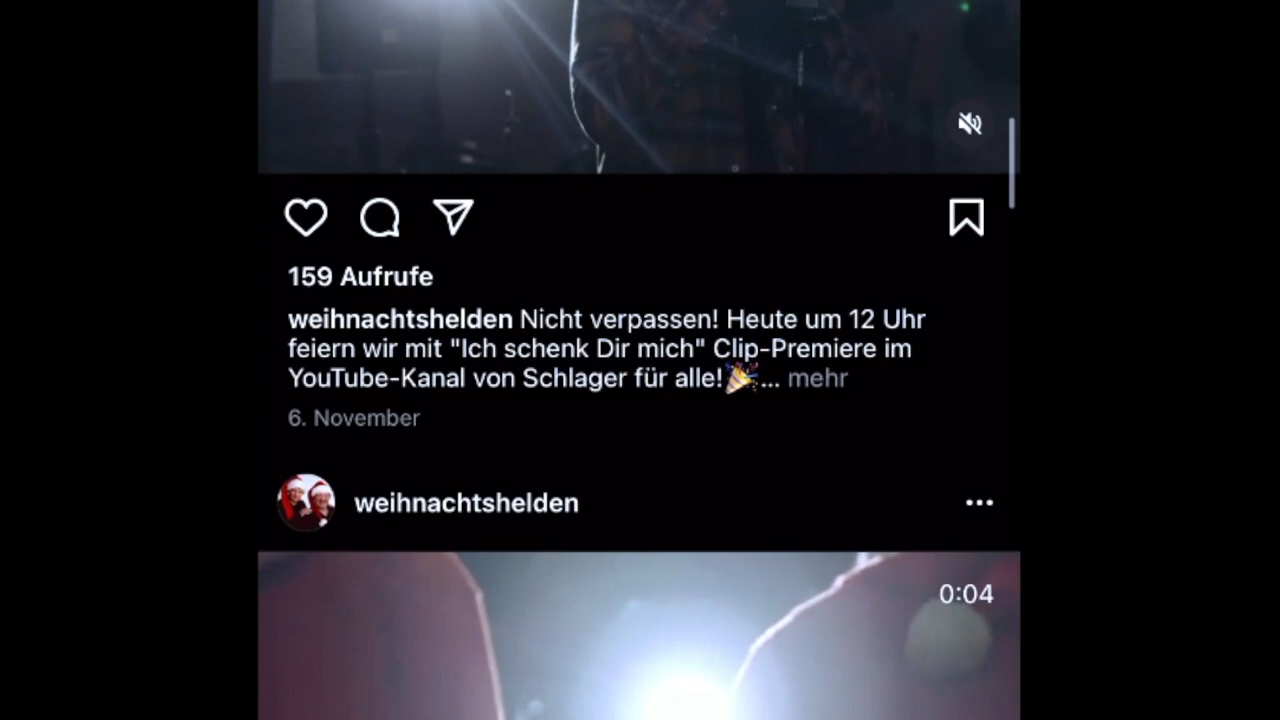 159 Aufrufe
weihnachtshelden Nicht verpassen! Heute um 12 Uhr
feiern wir mit "Ich schenk Dir mich" Clip-Premiere im
YouTube-Kanal von Schlager für alle!🎉... mehr
6. November
weihnachtshelden
0:04